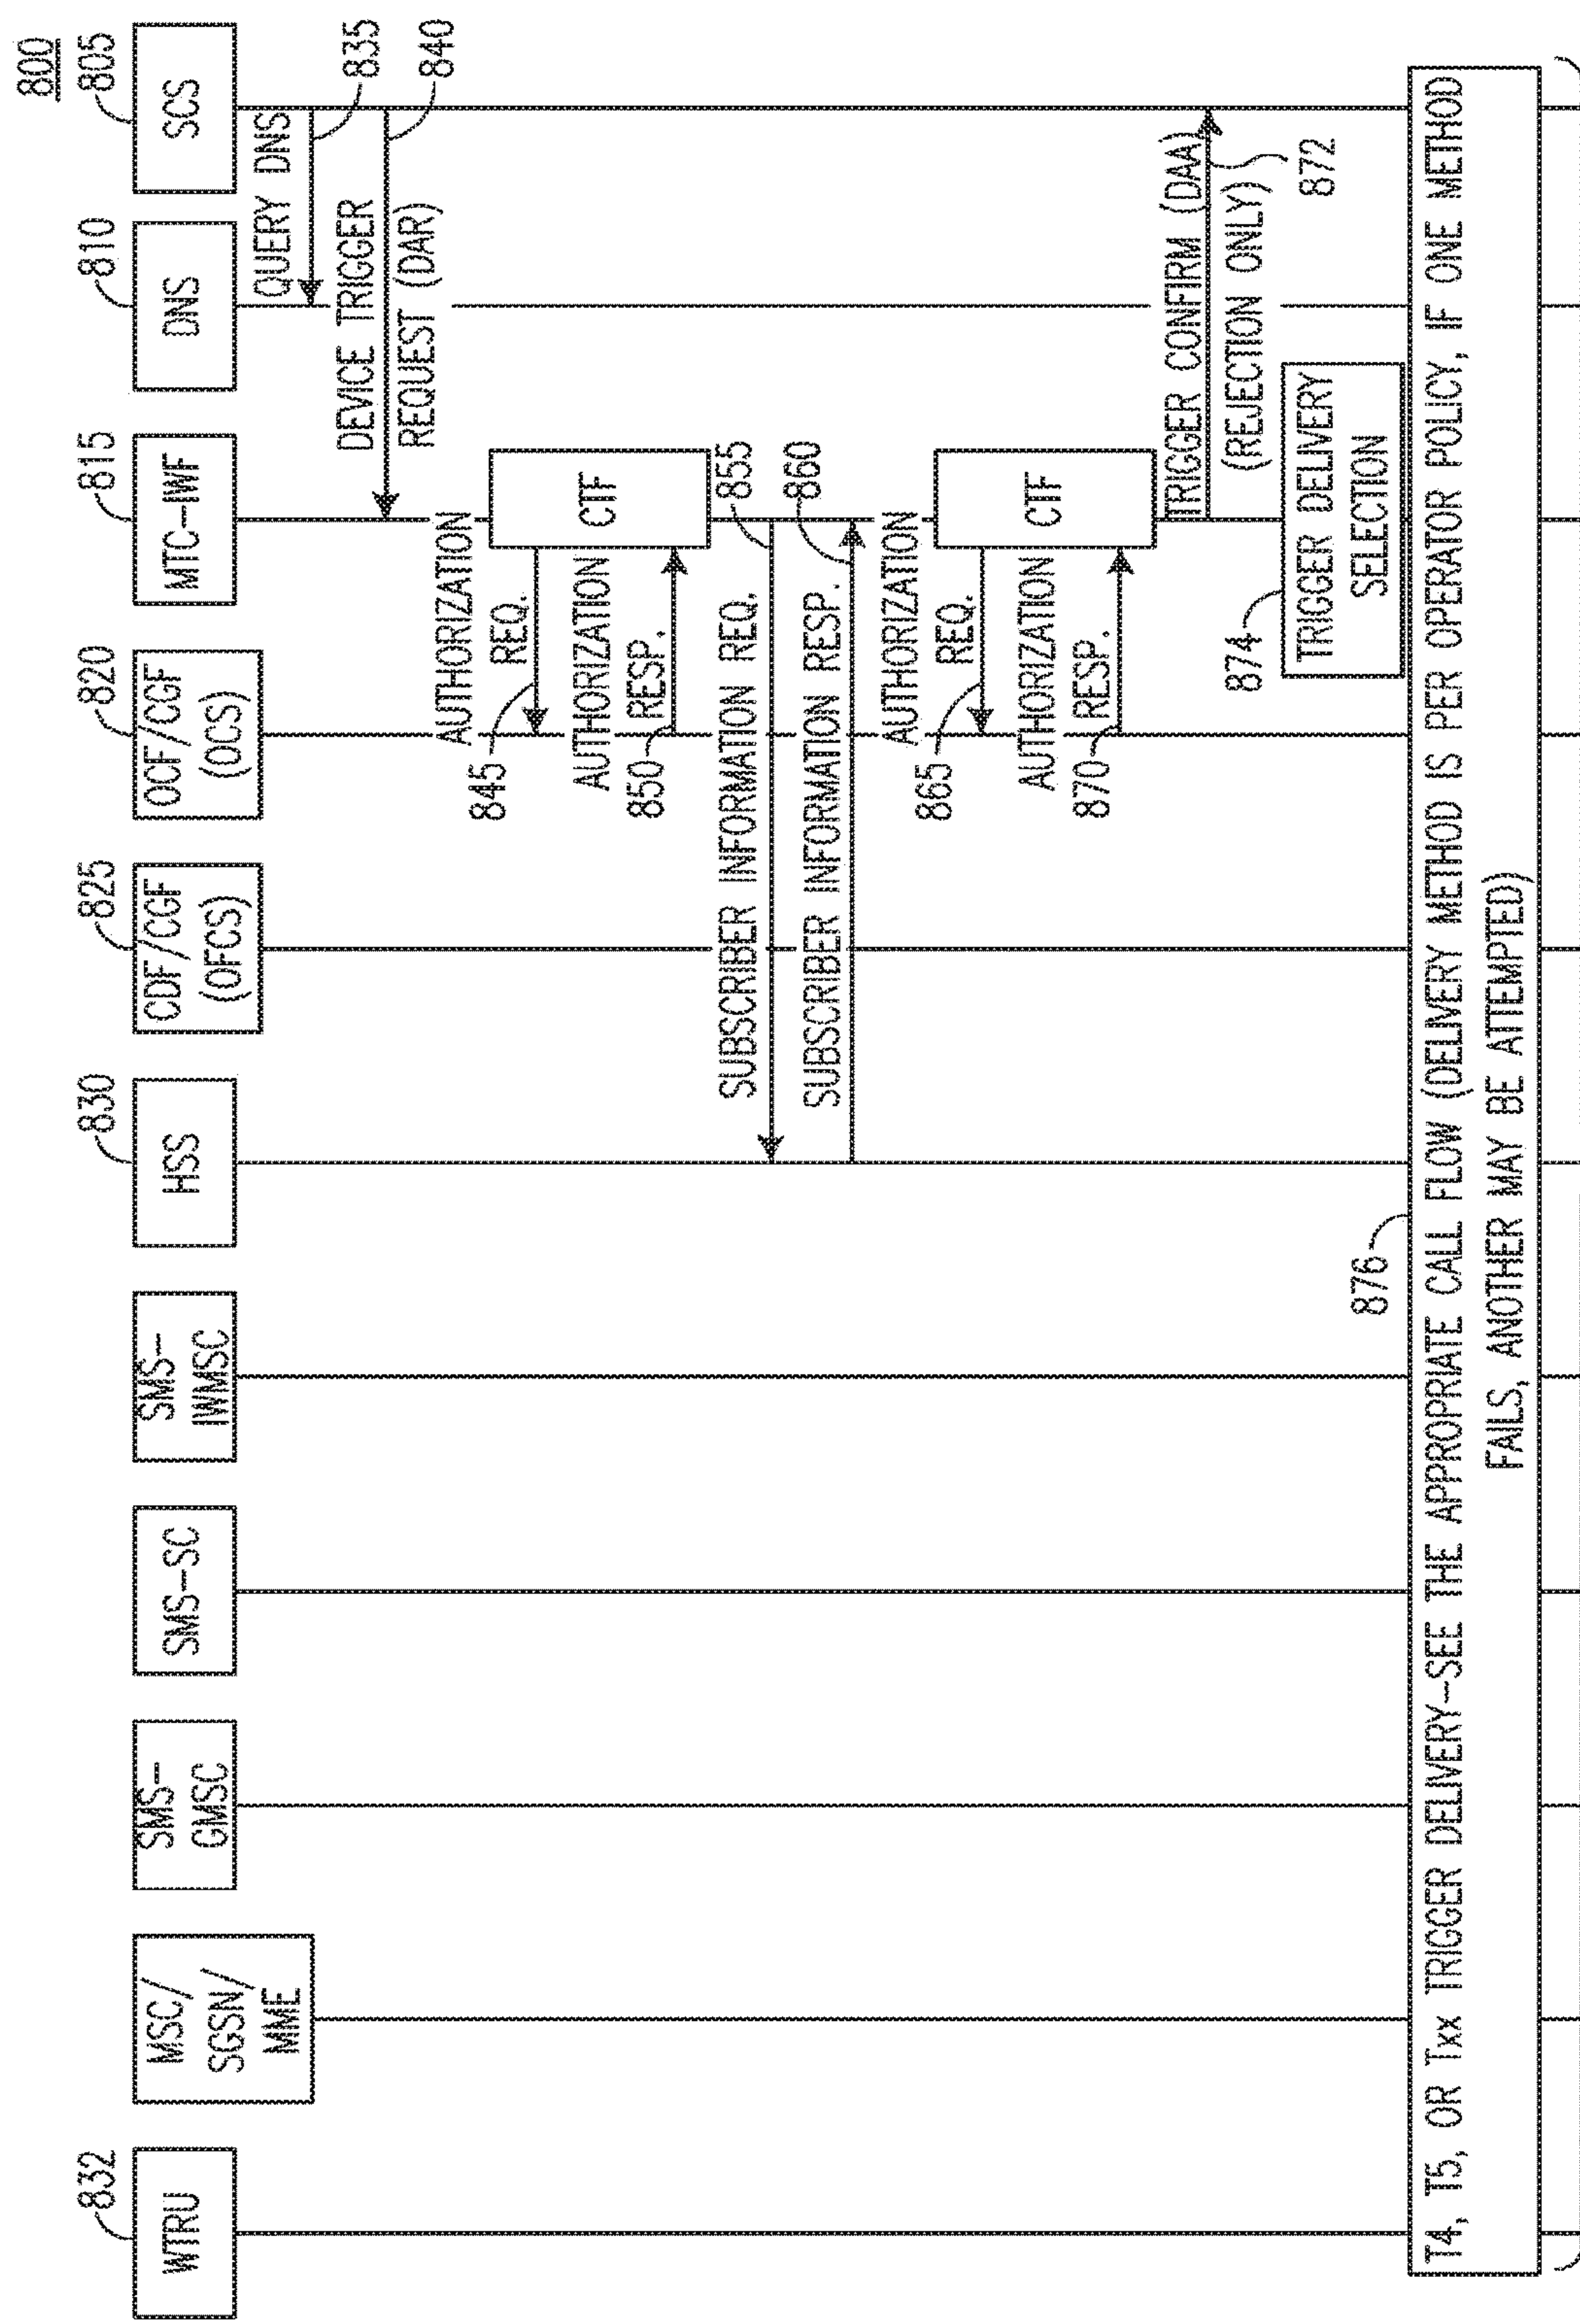 800
832
WTRU
MSC/
SGSN/
MME
SMS-
GMSC
SMS-SC
SMS-
IWMSC
830
HSS
825
CDF/CGF
(OFCS)
820
OCF/CGF
(OCS)
815
MTC-IWF
810
DNS
805
SCS
QUERY DNS
835
DEVICE TRIGGER
REQUEST (DAR)
840
AUTHORIZATION
REQ.
845
CTF
AUTHORIZATION
RESP.
850
SUBSCRIBER INFORMATION REQ.
855
SUBSCRIBER INFORMATION RESP.
860
AUTHORIZATION
REQ.
865
CTF
AUTHORIZATION
RESP.
870
TRIGGER CONFIRM (DAA)
(REJECTION ONLY)
872
874
TRIGGER DELIVERY
SELECTION
876
T4, T5, OR Txx TRIGGER DELIVERY-SEE THE APPROPRIATE CALL FLOW (DELIVERY METHOD IS PER OPERATOR POLICY, IF ONE METHOD
FAILS, ANOTHER MAY BE ATTEMPTED)